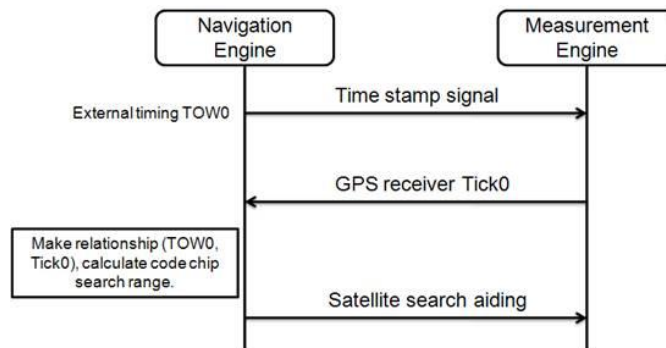 Navigation
Engine
Measurement
Engine
Time stamp signal
External timing TOW0
GPS receiver Tick0
Make relationship (TOW0,
Tick0), calculate code chip
search range.
Satellite search aiding